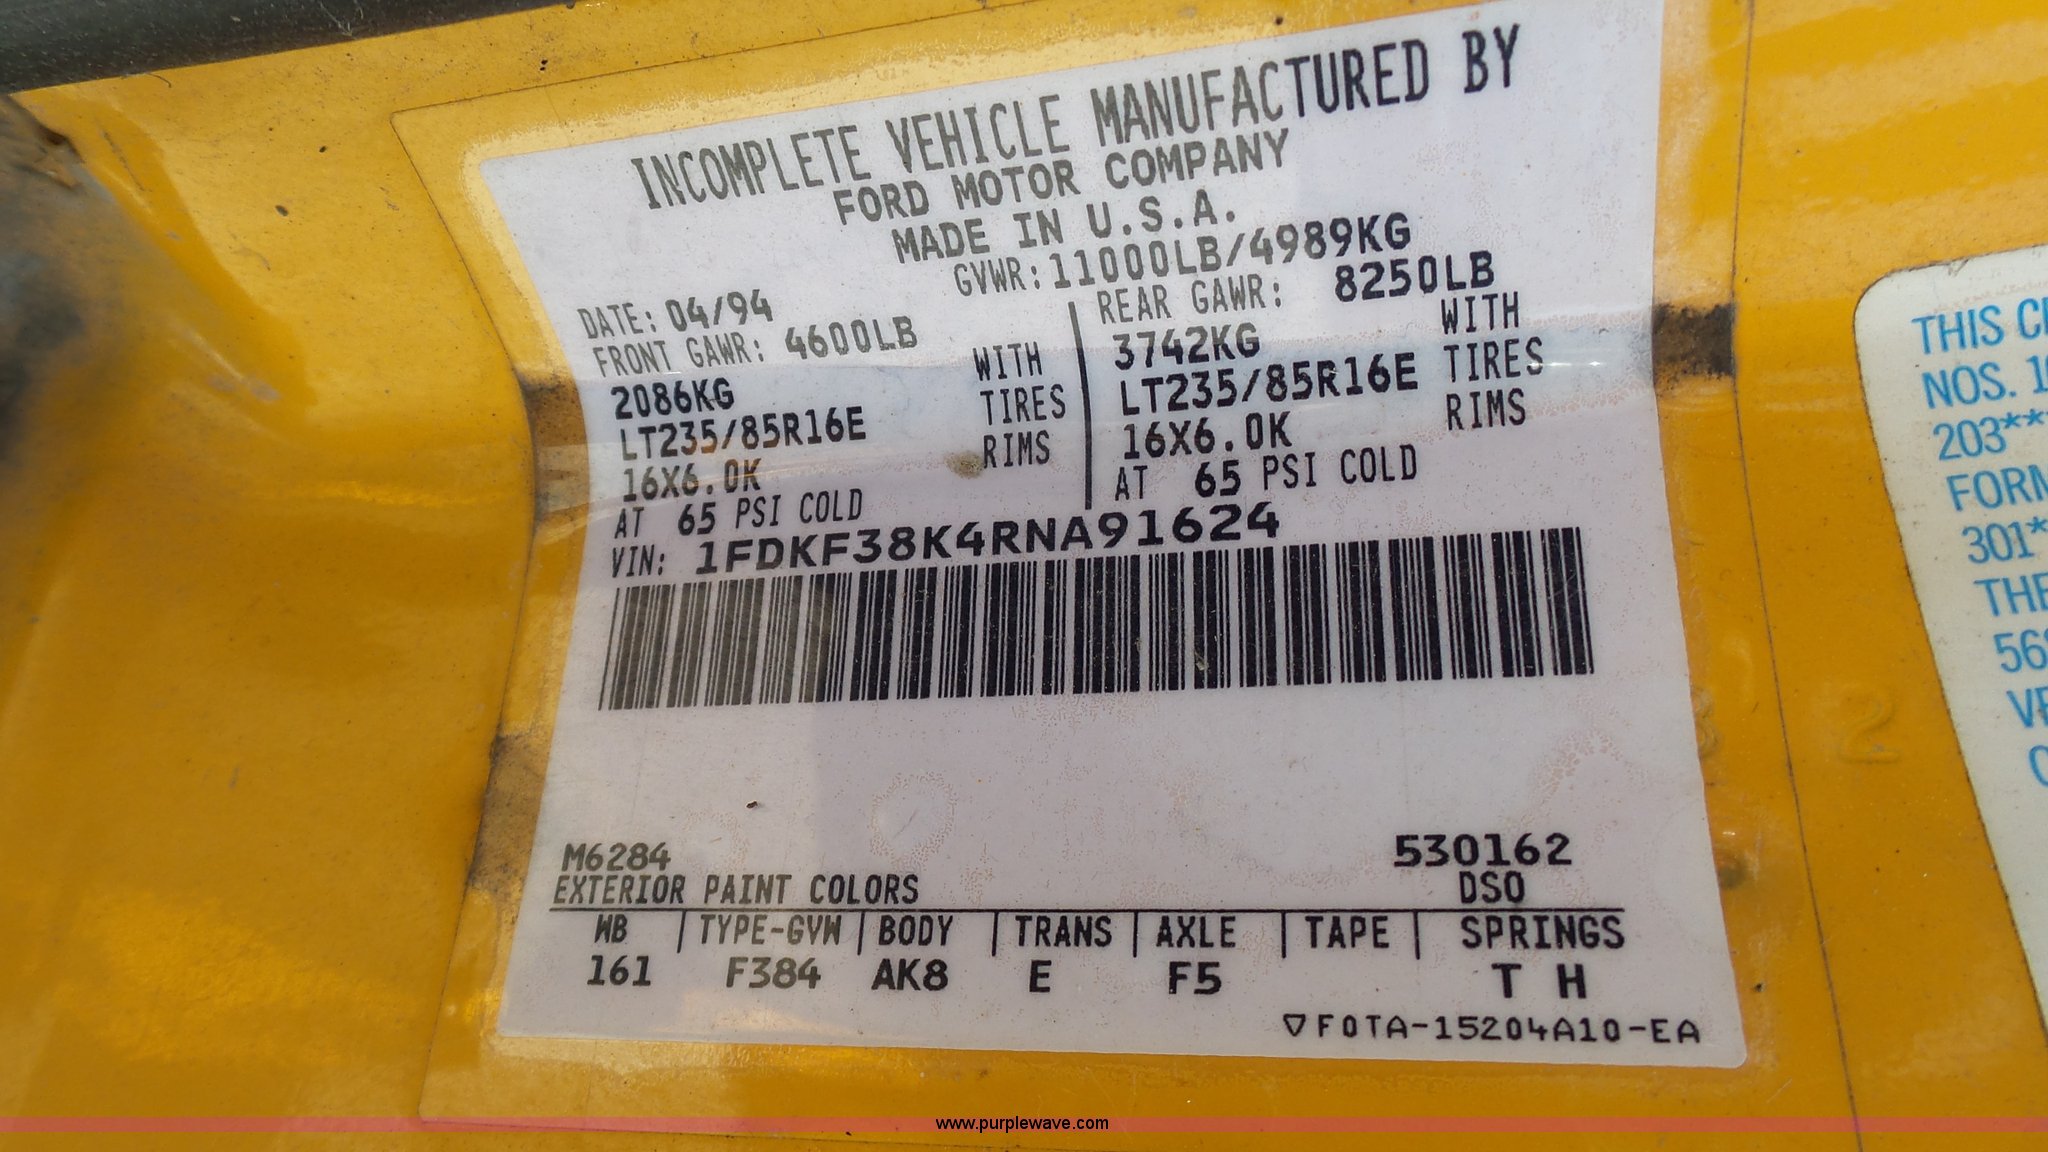 INCOMPLETE VEHICLE MANUFACTURED BY
FORD MOTOR COMPANY
MADE IN U.S.A.
GVWR:11000LB/4989KG
DATE: 04/94
FRONT GAWR: 4600LB
2086KG WITH
LT235/85R16E TIRES
16X6.0K RIMS
AT 65 PSI COLD
REAR GAWR: 8250LB
3742KG WITH
LT235/85R16E TIRES
16X6.0K RIMS
AT 65 PSI COLD
VIN: 1FDKF38K4RNA91624
M6284 530162
EXTERIOR PAINT COLORS DSO
WB | TYPE-GVW | BODY | TRANS | AXLE | TAPE | SPRINGS
161 F384 AK8 E F5 T H
▽F0TA-15204A10-EA
THIS
NOS.
203**
301*
THE
2
www.purplewave.com